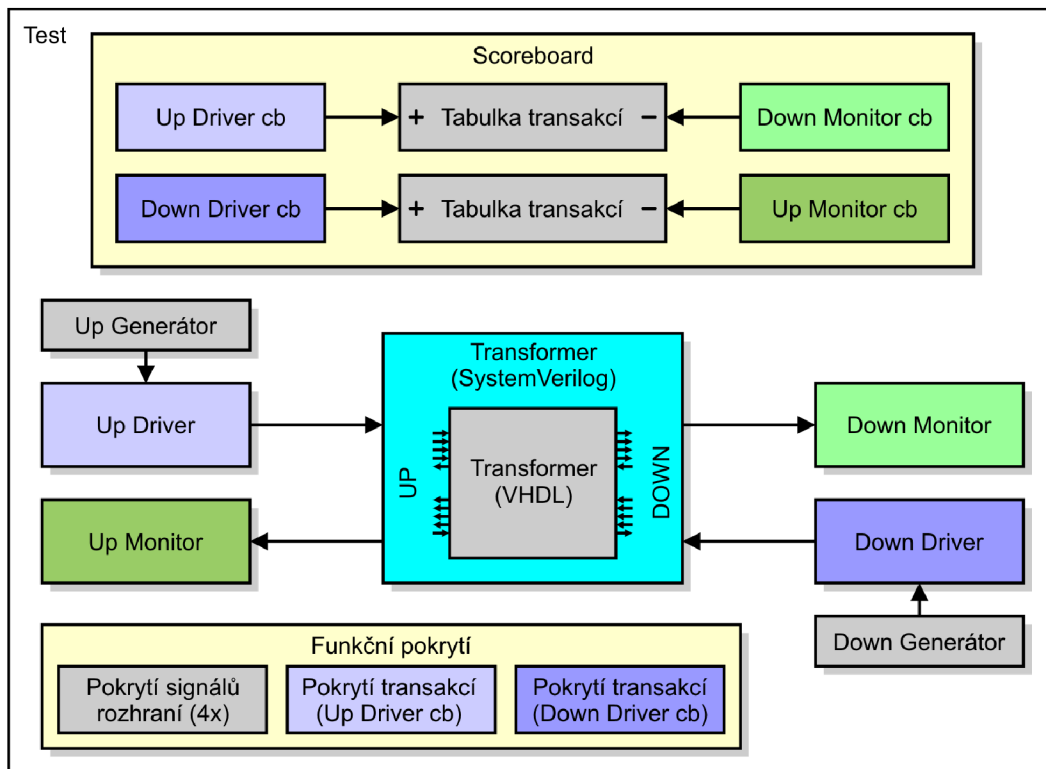 Test
Scoreboard
Up Driver cb
+ Tabulka transakcí −
Down Monitor cb
Down Driver cb
+ Tabulka transakcí −
Up Monitor cb
Up Generátor
Transformer
(SystemVerilog)
Up Driver
UP
Transformer
(VHDL)
DOWN
Down Monitor
Up Monitor
Down Driver
Down Generátor
Funkční pokrytí
Pokrytí signálů
rozhraní (4x)
Pokrytí transakcí
(Up Driver cb)
Pokrytí transakcí
(Down Driver cb)